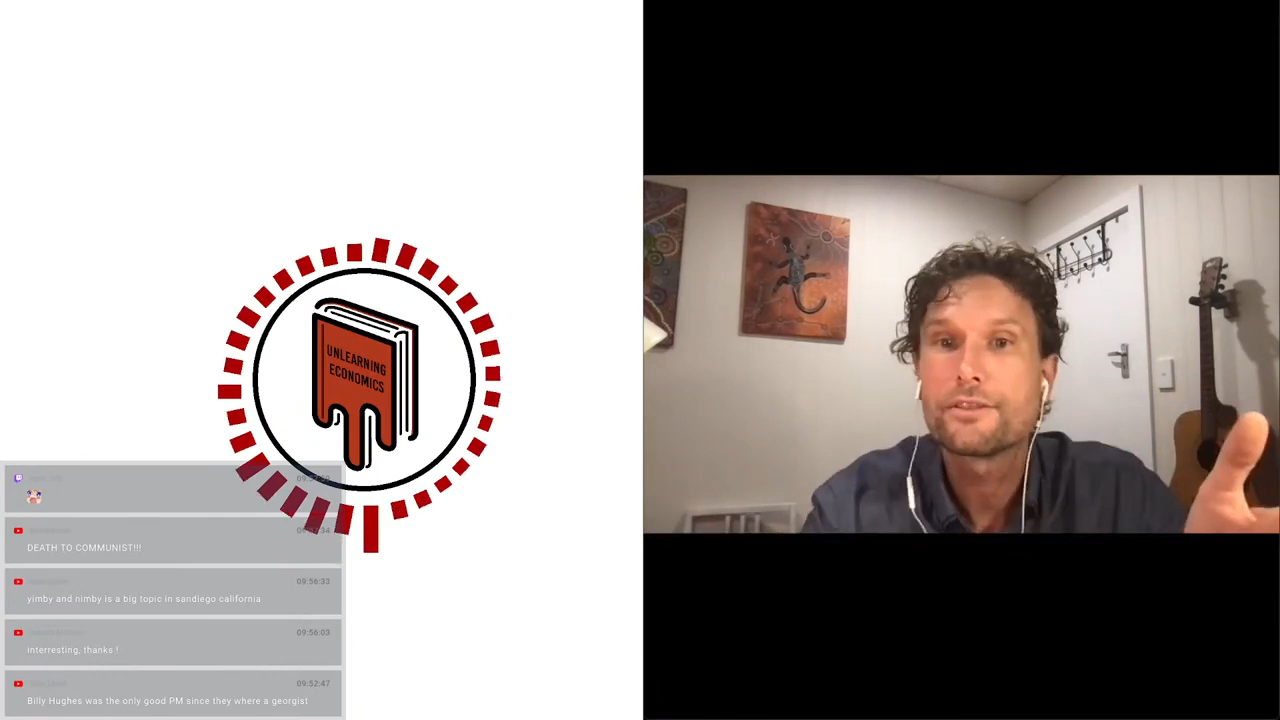 UNLEARNING
ECONOMICS
DEATH TO COMMUNIST!!!
09:56:33
yimby and nimby is a big topic in sandiego california
09:56:03
interresting, thanks !
09:52:47
Billy Hughes was the only good PM since they where a georgist